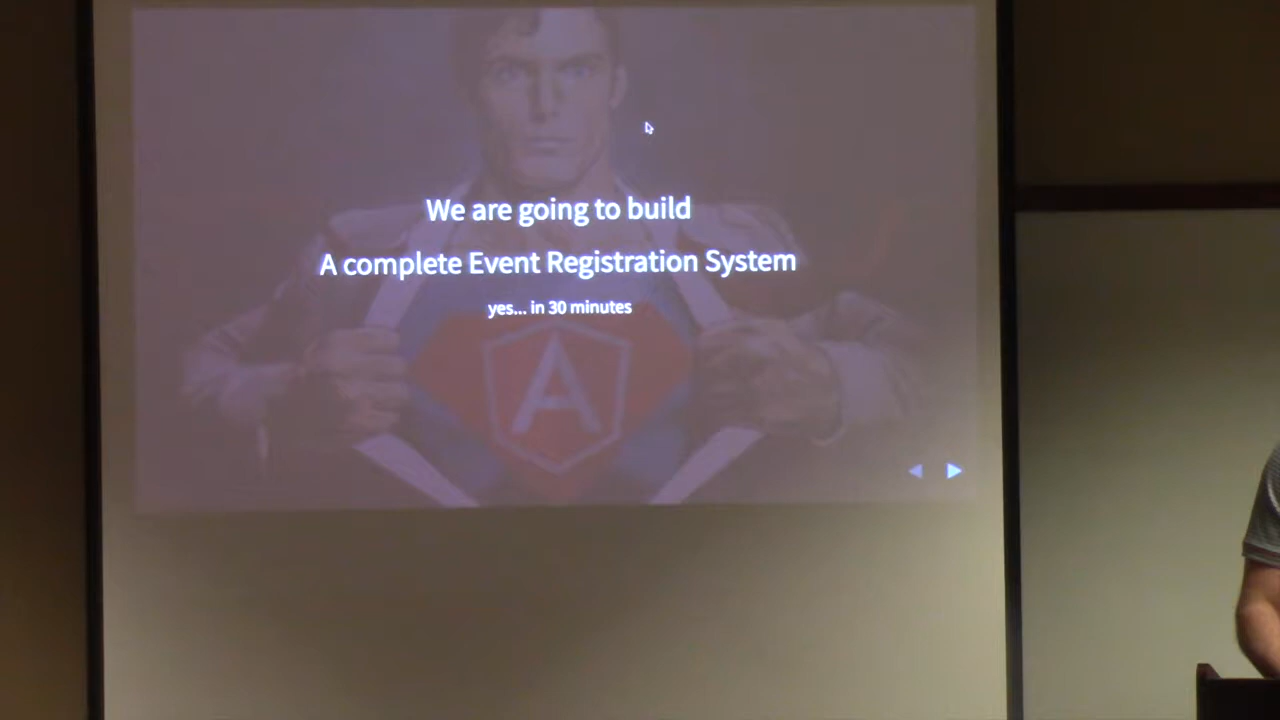 We are going to build
A complete Event Registration System
yes... in 30 minutes
A